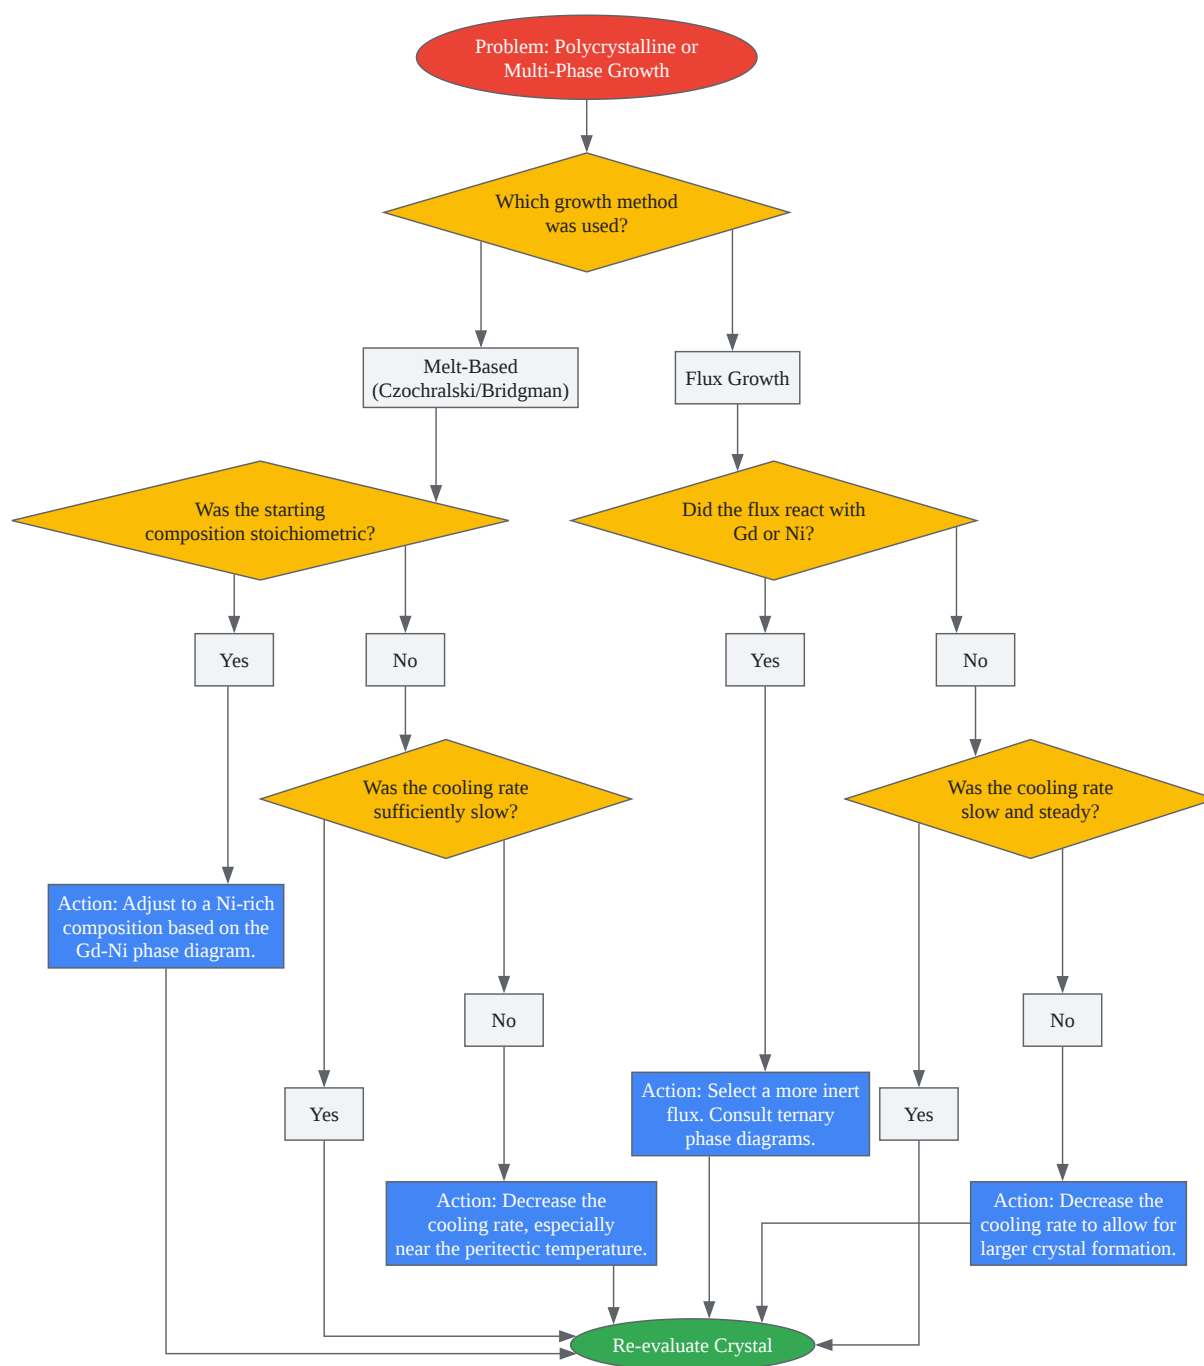 Problem: Polycrystalline or
Multi-Phase Growth
Which growth method
was used?
Melt-Based
(Czochralski/Bridgman)
Flux Growth
Was the starting
composition stoichiometric?
Did the flux react with
Gd or Ni?
Yes
No
Yes
No
Was the cooling rate
sufficiently slow?
Was the cooling rate
slow and steady?
Action: Adjust to a Ni-rich
composition based on the
Gd-Ni phase diagram.
No
No
Yes
Action: Select a more inert
flux. Consult ternary
phase diagrams.
Yes
Action: Decrease the
cooling rate, especially
near the peritectic temperature.
Action: Decrease the
cooling rate to allow for
larger crystal formation.
Re-evaluate Crystal